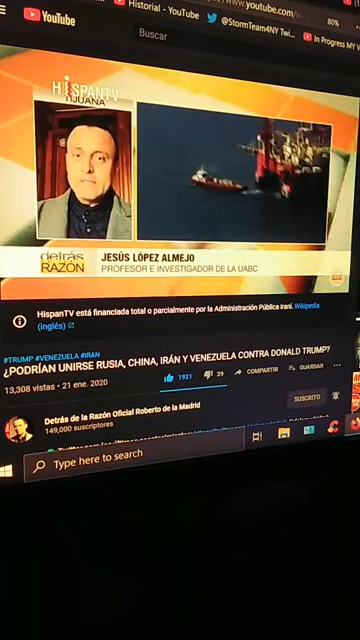 Historial - YouTube
www.youtube.com/
YouTube
@StormTeam4NY Twi...
80%
In Progress MY
Buscar
HISPANTV
TIJUANA
detrás
RAZÓN
JESÚS LÓPEZ ALMEJO
PROFESOR E INVESTIGADOR DE LA UABC
HispanTV está financiada total o parcialmente por la Administración Pública iraní. Wikipedia
(inglés)
#TRUMP #VENEZUELA #IRAN
¿PODRÍAN UNIRSE RUSIA, CHINA, IRÁN Y VENEZUELA CONTRA DONALD TRUMP?
13,308 vistas • 21 ene. 2020
1921
39
COMPARTIR
GUARDAR
Detrás de la Razón Oficial Roberto de la Madrid
149,000 suscriptores
SUSCRITO
Type here to search